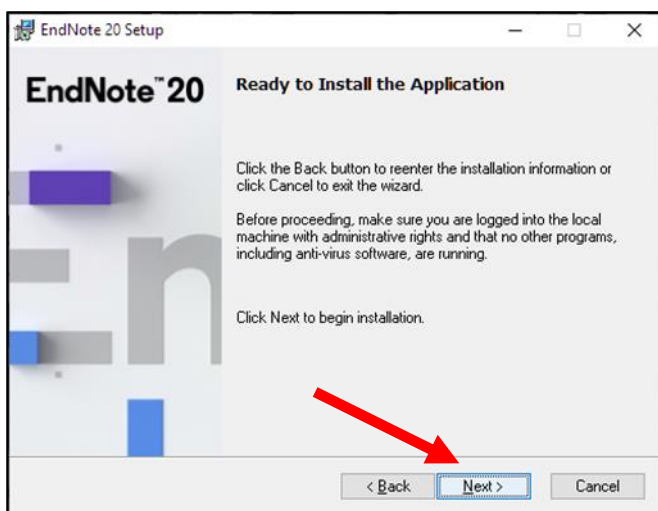 EndNote 20 Setup
EndNote™20
Ready to Install the Application
Click the Back button to reenter the installation information or
click Cancel to exit the wizard.
Before proceeding, make sure you are logged into the local
machine with administrative rights and that no other programs,
including anti-virus software, are running.
Click Next to begin installation.
< Back
Next >
Cancel